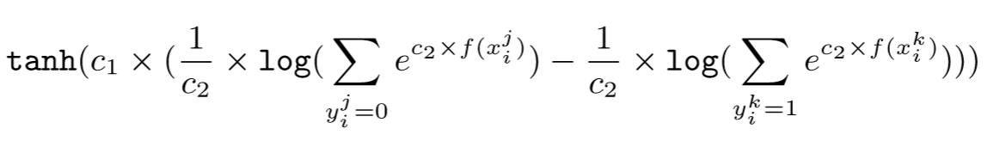 tanh(c₁ × (1/c₂ × log(∑_{y_i^j=0} e^{c₂×f(x_i^j)}) − 1/c₂ × log(∑_{y_i^k=1} e^{c₂×f(x_i^k)})))